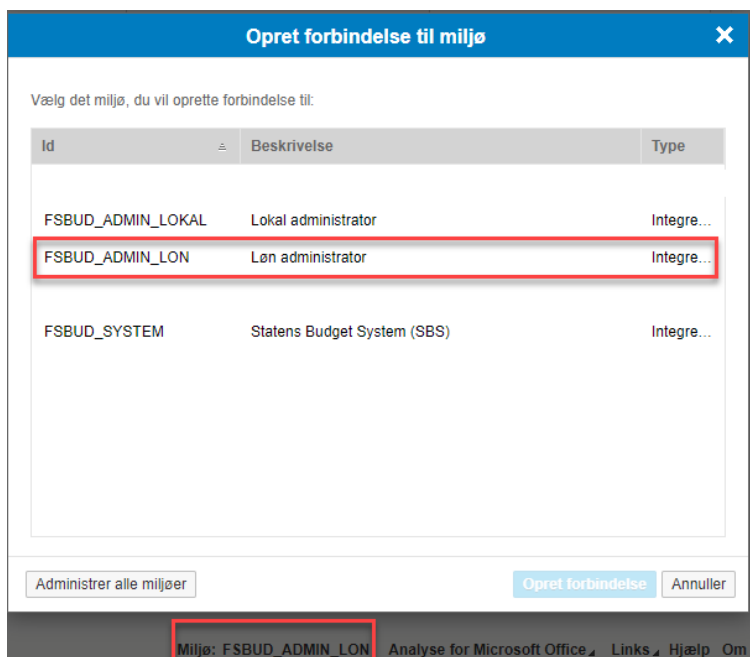 Opret forbindelse til miljø
Vælg det miljø, du vil oprette forbindelse til:
Id Beskrivelse Type
FSBUD_ADMIN_LOKAL Lokal administrator Integre...
FSBUD_ADMIN_LON Løn administrator Integre...
FSBUD_SYSTEM Statens Budget System (SBS) Integre...
Administrer alle miljøer Opret forbindelse Annuller
Miljø: FSBUD_ADMIN_LON Analyse for Microsoft Office Links Hjælp Om